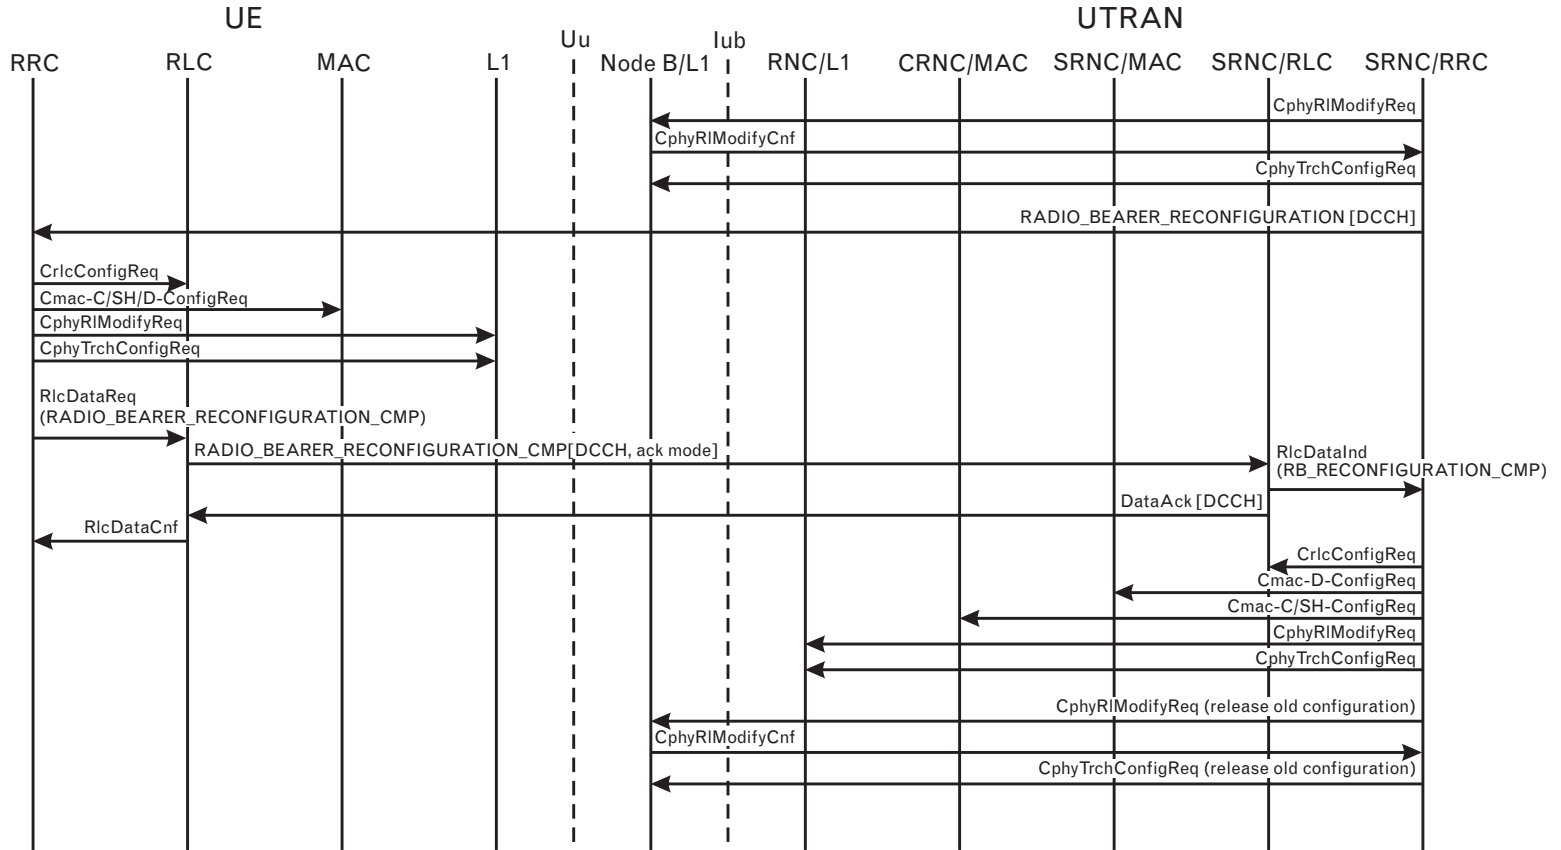 UE
UTRAN
Uu
Iub
RRC
RLC
MAC
L1
Node B/L1
RNC/L1
CRNC/MAC
SRNC/MAC
SRNC/RLC
SRNC/RRC
CphyRlModifyReq
CphyRlModifyCnf
CphyTrchConfigReq
RADIO_BEARER_RECONFIGURATION [DCCH]
CrlcConfigReq
Cmac-C/SH/D-ConfigReq
CphyRlModifyReq
CphyTrchConfigReq
RlcDataReq
(RADIO_BEARER_RECONFIGURATION_CMP)
RADIO_BEARER_RECONFIGURATION_CMP[DCCH, ack mode]
RlcDataInd
(RB_RECONFIGURATION_CMP)
DataAck [DCCH]
RlcDataCnf
CrlcConfigReq
Cmac-D-ConfigReq
Cmac-C/SH-ConfigReq
CphyRlModifyReq
CphyTrchConfigReq
CphyRlModifyReq (release old configuration)
CphyRlModifyCnf
CphyTrchConfigReq (release old configuration)